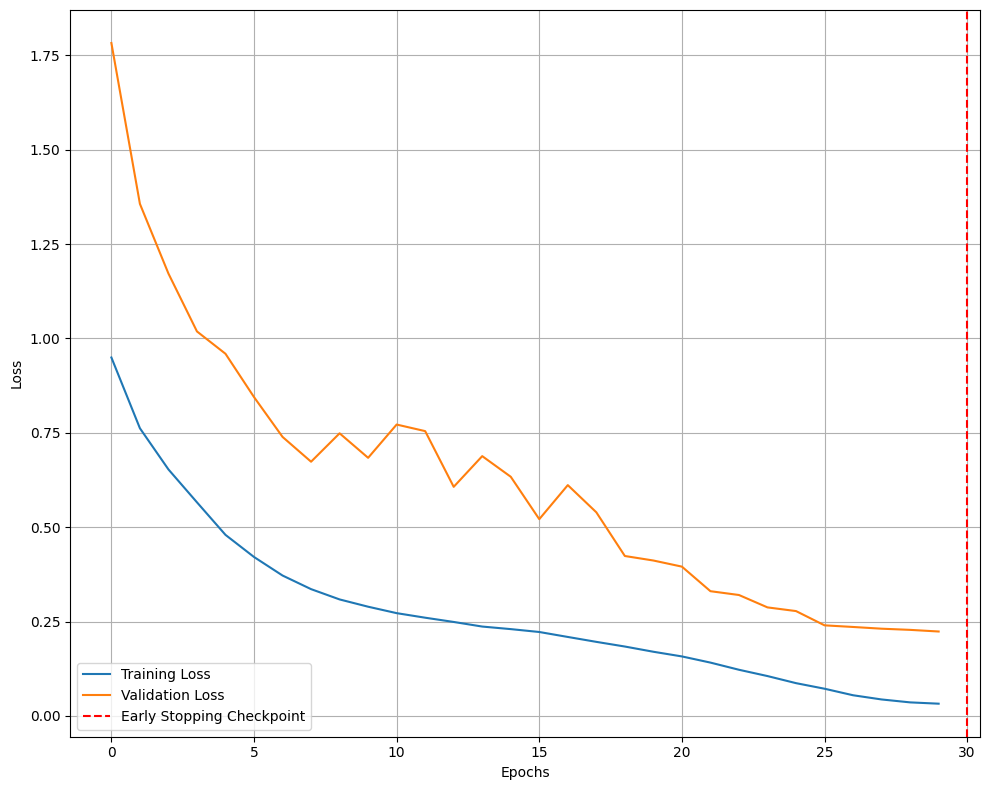 1.75
1.50
1.25
1.00
0.75
0.50
0.25
0.00
Loss
Training Loss
Validation Loss
Early Stopping Checkpoint
0 5 10 15 20 25 30
Epochs